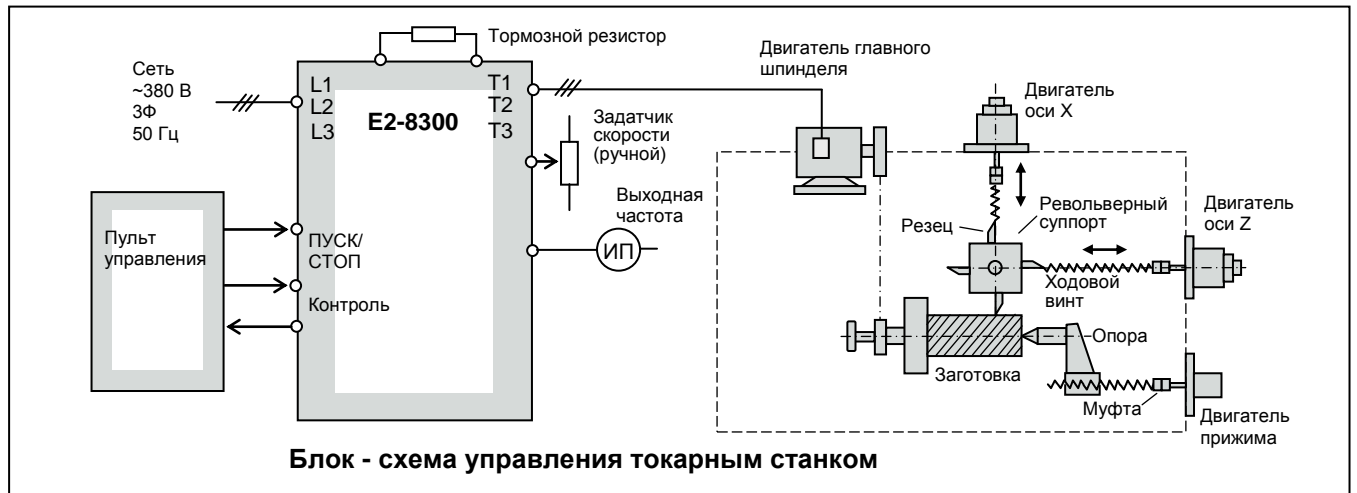 Тормозной резистор
Сеть
~380 В
3Ф
50 Гц
L1
L2
L3
E2-8300
T1
T2
T3
Задатчик
скорости
(ручной)
Выходная
частота
ИП
Пульт
управления
ПУСК/
СТОП
Контроль
Двигатель главного
шпинделя
Двигатель
оси X
Резец
Револьверный
суппорт
Двигатель
оси Z
Ходовой
винт
Опора
Заготовка
Муфта
Двигатель
прижима
Блок - схема управления токарным станком